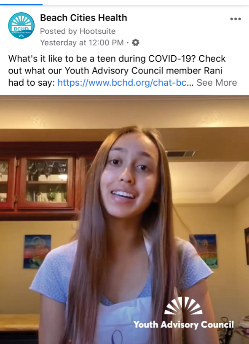 Beach Cities Health
Posted by Hootsuite
Yesterday at 12:00 PM ·
What's it like to be a teen during COVID-19? Check
out what our Youth Advisory Council member Rani
had to say: https://www.bchd.org/chat-bc... See More
Youth Advisory Council